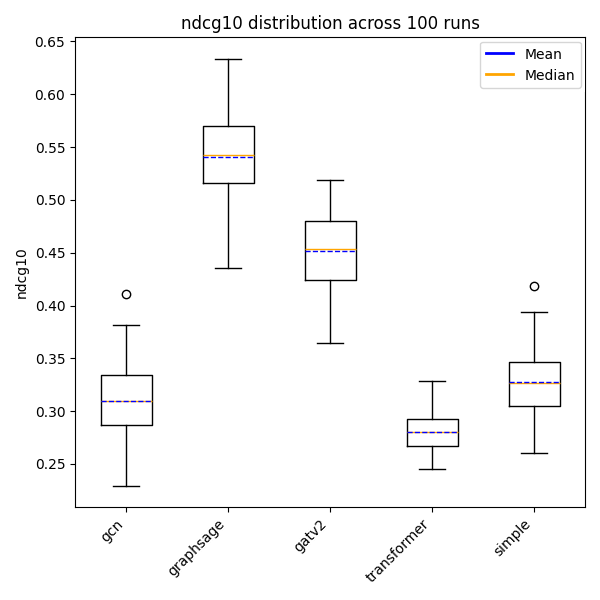 ndcg10 distribution across 100 runs
Mean
Median
0.65
0.60
0.55
0.50
0.45
0.40
0.35
0.30
0.25
ndcg10
gcn
graphsage
gatv2
transformer
simple